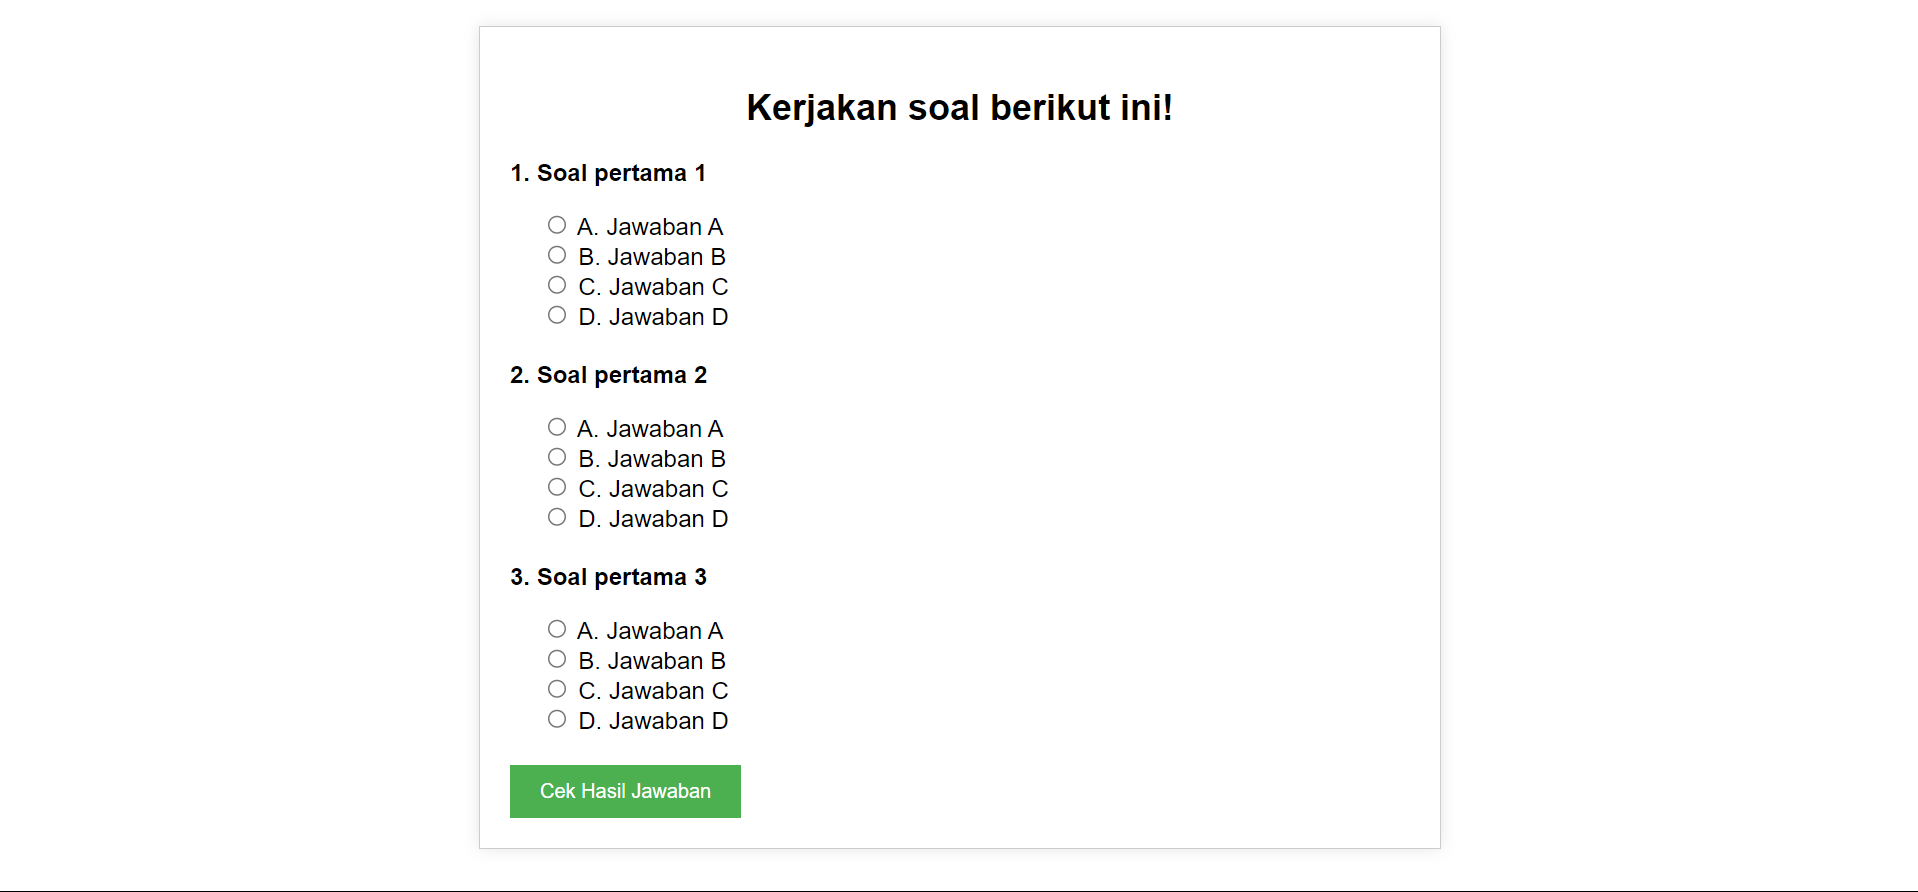 Kerjakan soal berikut ini!
1. Soal pertama 1
A. Jawaban A
B. Jawaban B
C. Jawaban C
D. Jawaban D
2. Soal pertama 2
A. Jawaban A
B. Jawaban B
C. Jawaban C
D. Jawaban D
3. Soal pertama 3
A. Jawaban A
B. Jawaban B
C. Jawaban C
D. Jawaban D
Cek Hasil Jawaban